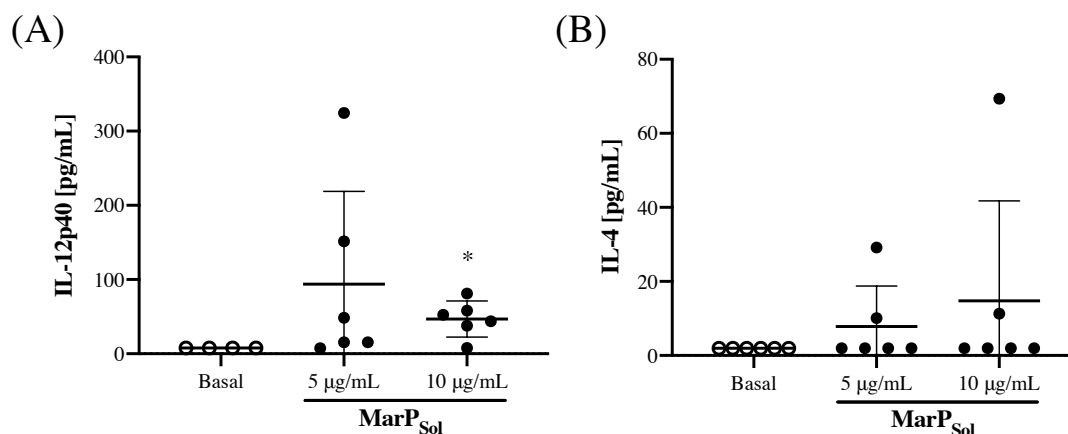 (A)
IL-12p40 [pg/mL]
400
300
200
100
0
*
Basal
5 µg/mL
10 µg/mL
MarPSol
(B)
IL-4 [pg/mL]
80
60
40
20
0
Basal
5 µg/mL
10 µg/mL
MarPSol